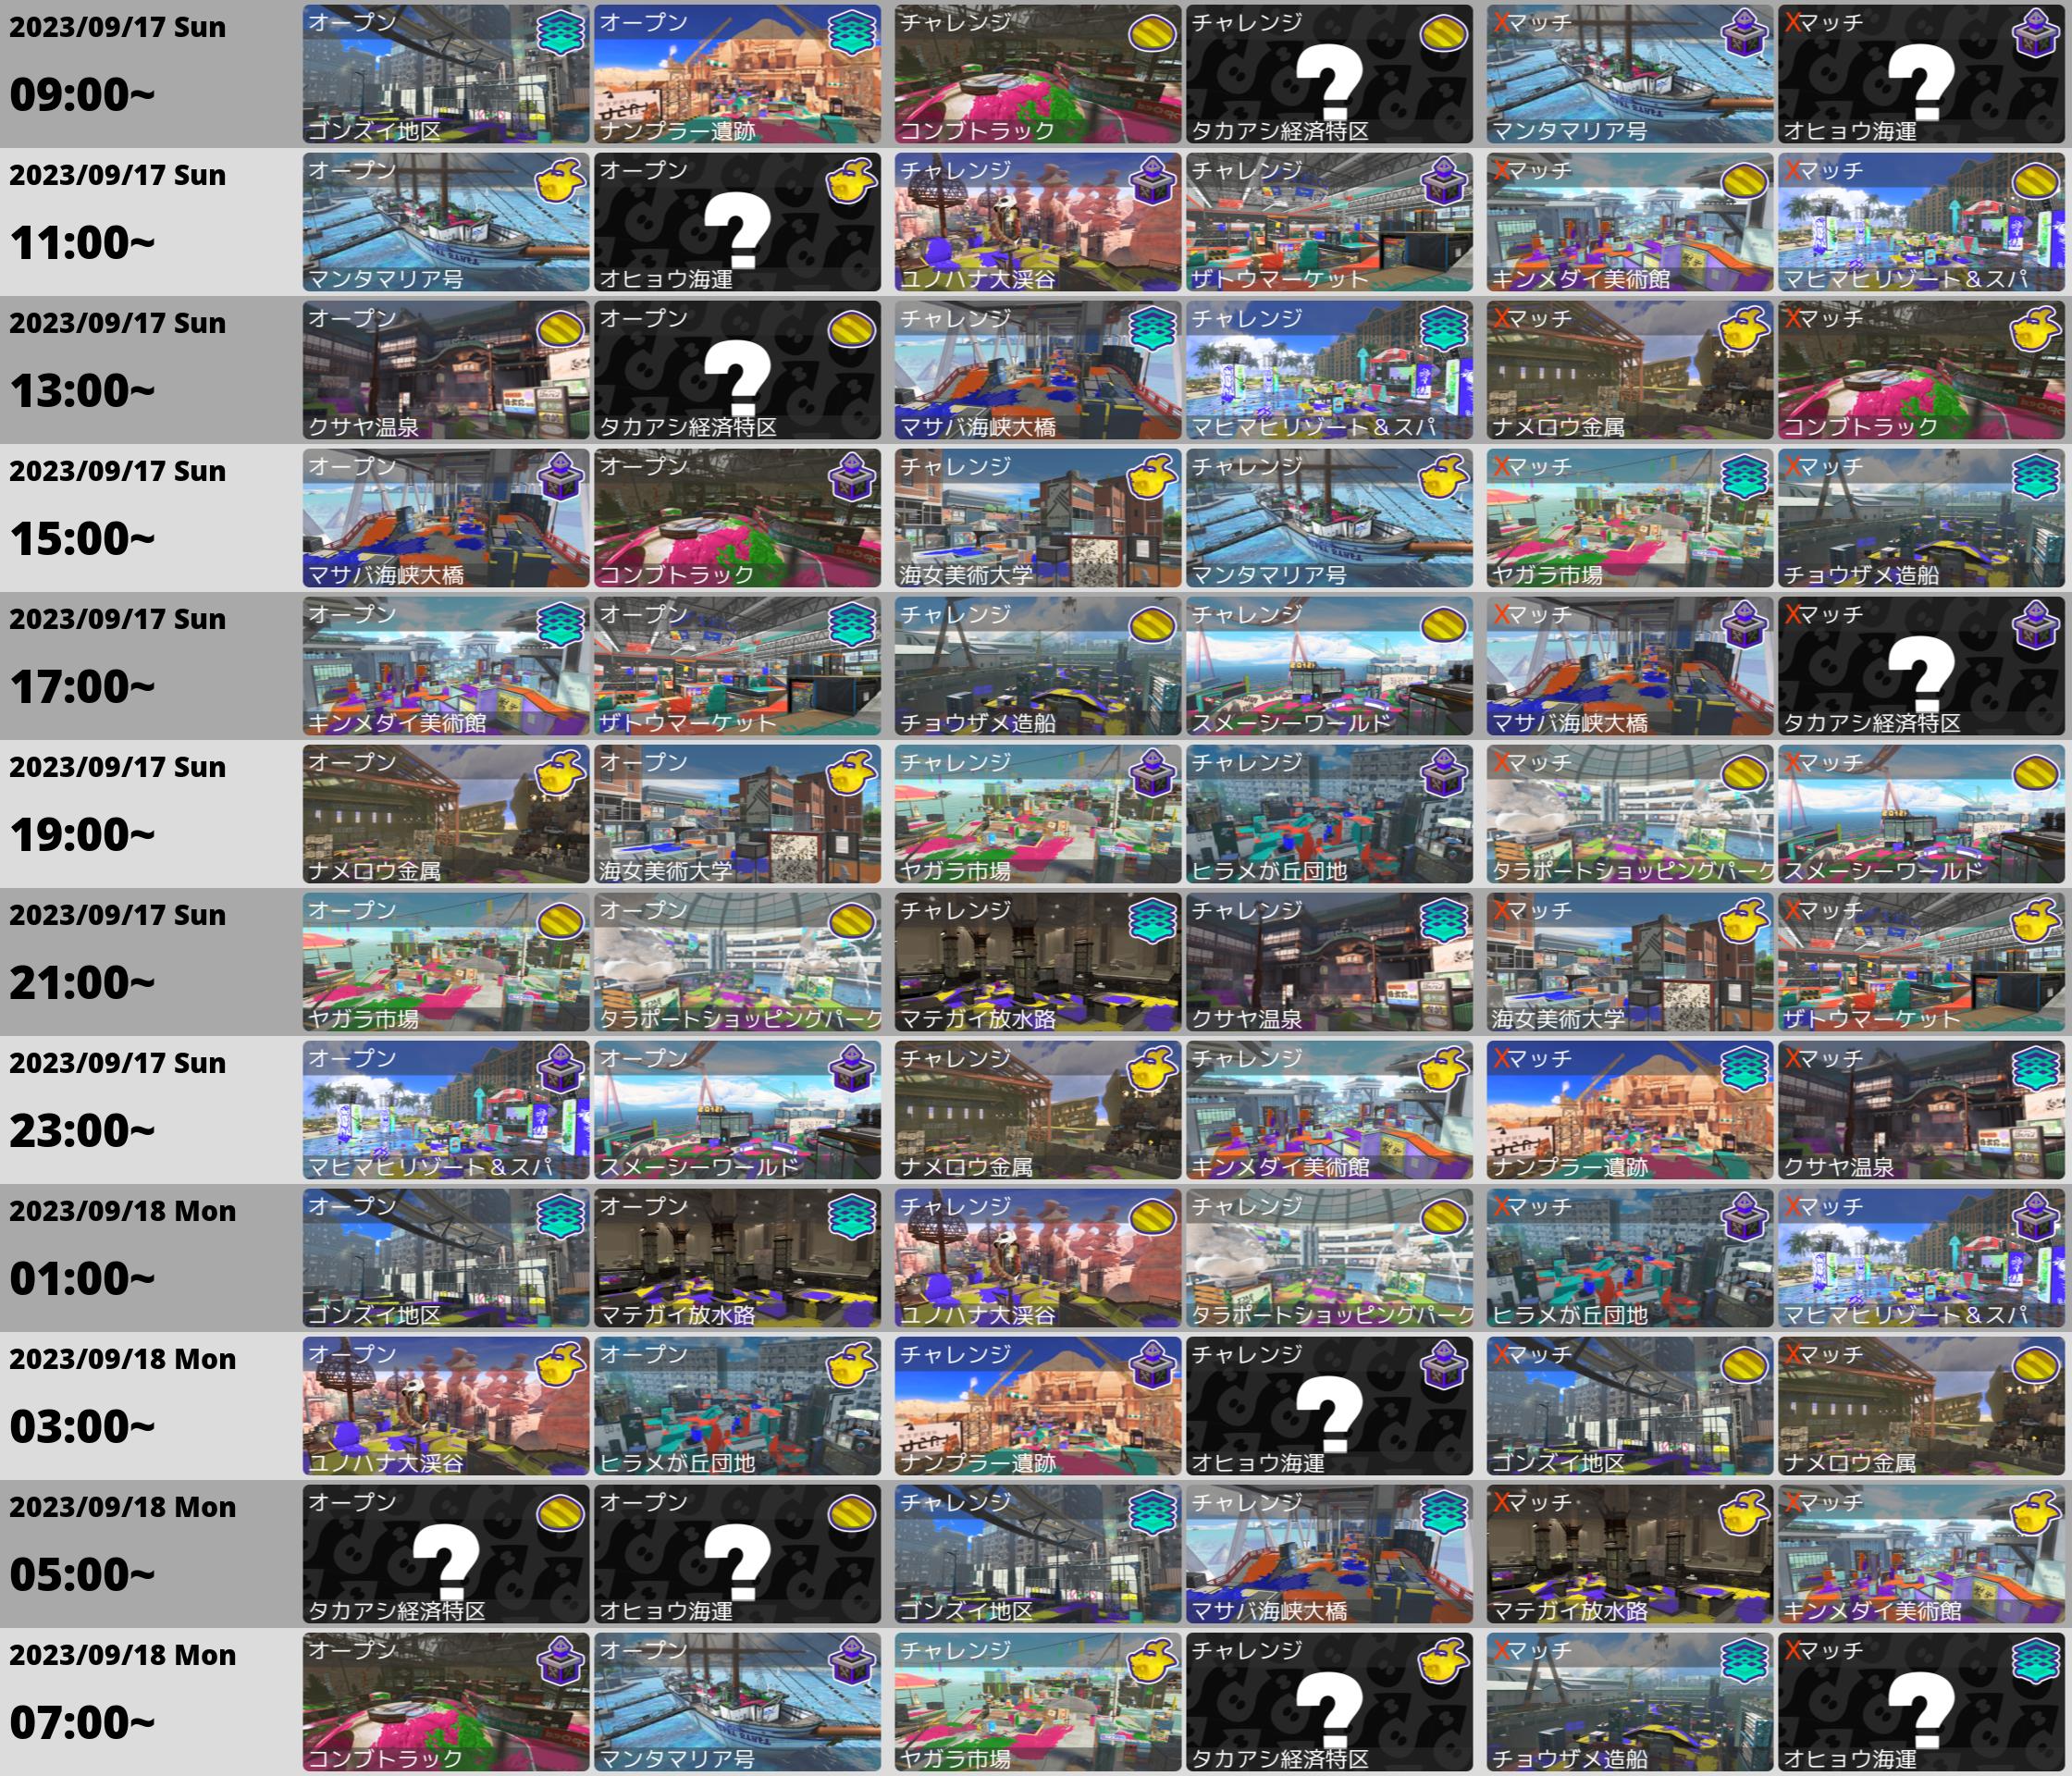 2023/09/17 Sun
09:00~
オープン オープン チャレンジ チャレンジ Xマッチ Xマッチ
ゴンズイ地区 ナンプラー遺跡 コンブトラック タカアシ経済特区 マンタマリア号 オヒョウ海運
2023/09/17 Sun
11:00~
オープン オープン チャレンジ チャレンジ Xマッチ Xマッチ
マンタマリア号 オヒョウ海運 ユノハナ大渓谷 ザトウマーケット キンメダイ美術館 マヒマヒリゾート&スパ
2023/09/17 Sun
13:00~
オープン オープン チャレンジ チャレンジ Xマッチ Xマッチ
クサヤ温泉 タカアシ経済特区 マサバ海峡大橋 マヒマヒリゾート&スパ ナメロウ金属 コンブトラック
2023/09/17 Sun
15:00~
オープン オープン チャレンジ チャレンジ Xマッチ Xマッチ
マサバ海峡大橋 コンブトラック 海女美術大学 マンタマリア号 ヤガラ市場 チョウザメ造船
2023/09/17 Sun
17:00~
オープン オープン チャレンジ チャレンジ Xマッチ Xマッチ
キンメダイ美術館 ザトウマーケット チョウザメ造船 スメーシーワールド マサバ海峡大橋 タカアシ経済特区
2023/09/17 Sun
19:00~
オープン オープン チャレンジ チャレンジ Xマッチ Xマッチ
ナメロウ金属 海女美術大学 ヤガラ市場 ヒラメが丘団地 タラポートショッピングパーク スメーシーワールド
2023/09/17 Sun
21:00~
オープン オープン チャレンジ チャレンジ Xマッチ Xマッチ
ヤガラ市場 タラポートショッピングパーク マテガイ放水路 クサヤ温泉 海女美術大学 ザトウマーケット
2023/09/17 Sun
23:00~
オープン オープン チャレンジ チャレンジ Xマッチ Xマッチ
マヒマヒリゾート&スパ スメーシーワールド ナメロウ金属 キンメダイ美術館 ナンプラー遺跡 クサヤ温泉
2023/09/18 Mon
01:00~
オープン オープン チャレンジ チャレンジ Xマッチ Xマッチ
ゴンズイ地区 マテガイ放水路 ユノハナ大渓谷 タラポートショッピングパーク ヒラメが丘団地 マヒマヒリゾート&スパ
2023/09/18 Mon
03:00~
オープン オープン チャレンジ チャレンジ Xマッチ Xマッチ
ユノハナ大渓谷 ヒラメが丘団地 ナンプラー遺跡 オヒョウ海運 ゴンズイ地区 ナメロウ金属
2023/09/18 Mon
05:00~
オープン オープン チャレンジ チャレンジ Xマッチ Xマッチ
タカアシ経済特区 オヒョウ海運 ゴンズイ地区 マサバ海峡大橋 マテガイ放水路 キンメダイ美術館
2023/09/18 Mon
07:00~
オープン オープン チャレンジ チャレンジ Xマッチ Xマッチ
コンブトラック マンタマリア号 ヤガラ市場 タカアシ経済特区 チョウザメ造船 オヒョウ海運